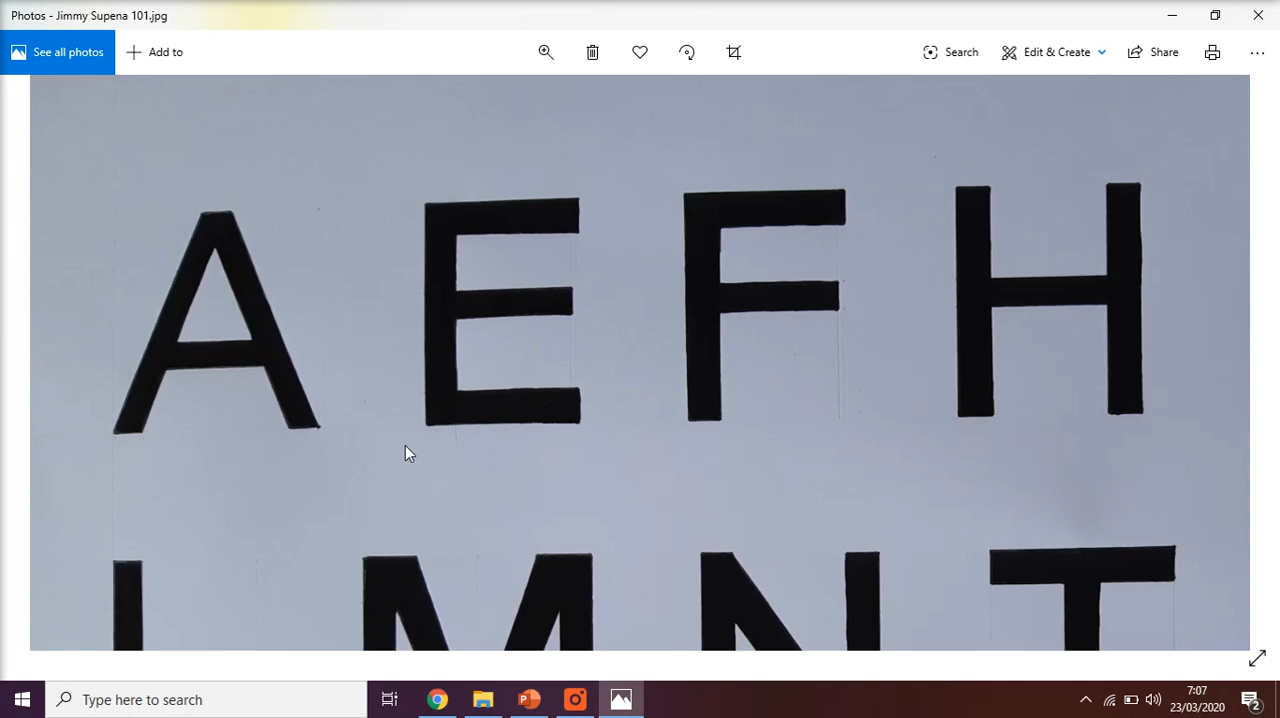 Photos - Jimmy Supena 101.jpg
See all photos
Add to
Search
Edit & Create
Share
A E F H
M N T
Type here to search
7:07
23/03/2020
2